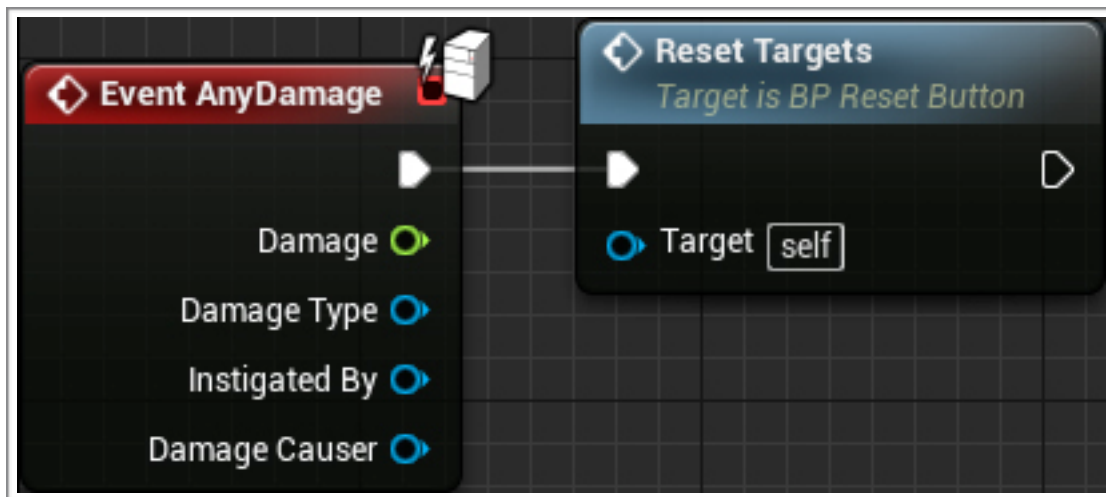 Event AnyDamage
Damage
Damage Type
Instigated By
Damage Causer
Reset Targets
Target is BP Reset Button
Target self